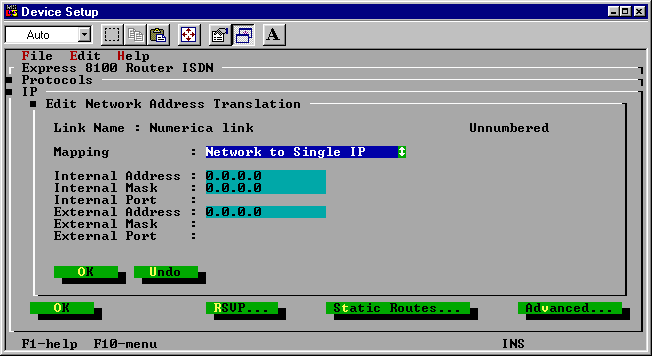 Device Setup
Auto A
File Edit Help
Express 8100 Router ISDN
Protocols
IP
Edit Network Address Translation
Link Name : Numerica link Unnumbered
Mapping : Network to Single IP
Internal Address : 0.0.0.0
Internal Mask : 0.0.0.0
Internal Port :
External Address : 0.0.0.0
External Mask :
External Port :
OK Undo
OK RSVP... Static Routes... Advanced...
F1-help F10-menu INS